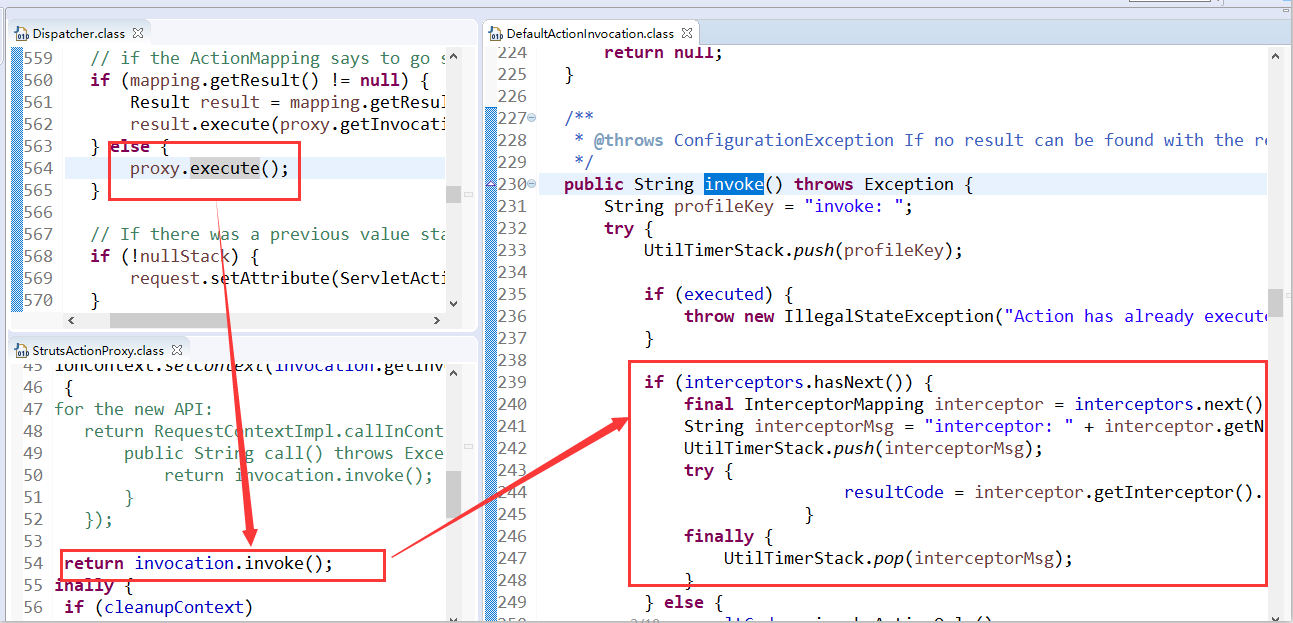 Dispatcher.class
559 // if the ActionMapping says to go s
560 if (mapping.getResult() != null) {
561 Result result = mapping.getResul
562 result.execute(proxy.getInvocati
563 } else {
564 proxy.execute();
565 }
566
567 // If there was a previous value sta
568 if (!nullStack) {
569 request.setAttribute(ServletActi
570 }
StrutsActionProxy.class
45 ionContext.setContext(invocation.getInv
46 {
47 for the new API:
48 return RequestContextImpl.callInCont
49 public String call() throws Exce
50 return invocation.invoke();
51 }
52 });
53
54 return invocation.invoke();
55 inally {
56 if (cleanupContext)
DefaultActionInvocation.class
224 return null;
225 }
226
227 /**
228 * @throws ConfigurationException If no result can be found with the re
229 */
230 public String invoke() throws Exception {
231 String profileKey = "invoke: ";
232 try {
233 UtilTimerStack.push(profileKey);
234
235 if (executed) {
236 throw new IllegalStateException("Action has already execute
237 }
238
239 if (interceptors.hasNext()) {
240 final InterceptorMapping interceptor = interceptors.next()
241 String interceptorMsg = "interceptor: " + interceptor.getN
242 UtilTimerStack.push(interceptorMsg);
243 try {
244 resultCode = interceptor.getInterceptor().
245 }
246 finally {
247 UtilTimerStack.pop(interceptorMsg);
248 }
249 } else {